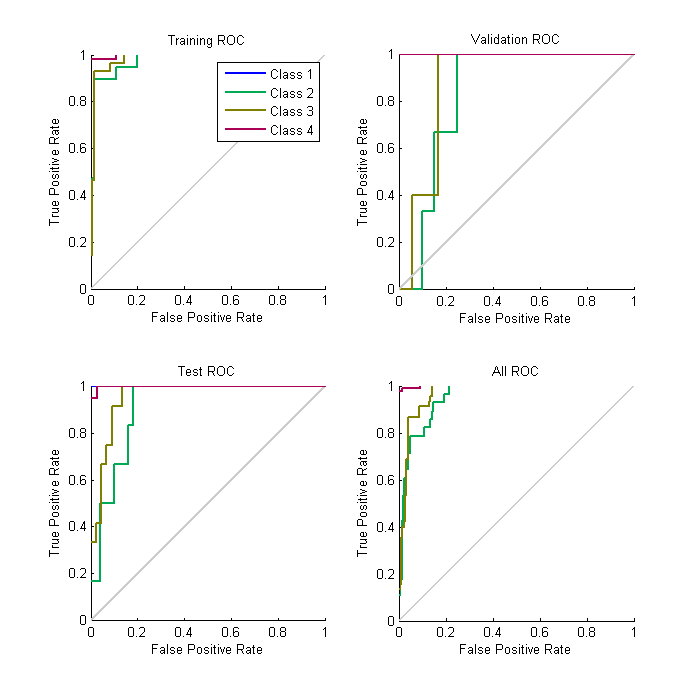 Training ROC
1
0.8
0.6
0.4
0.2
0
True Positive Rate
Class 1
Class 2
Class 3
Class 4
0 0.2 0.4 0.6 0.8 1
False Positive Rate
Validation ROC
1
0.8
0.6
0.4
0.2
0
True Positive Rate
0 0.2 0.4 0.6 0.8 1
False Positive Rate
Test ROC
1
0.8
0.6
0.4
0.2
0
True Positive Rate
0 0.2 0.4 0.6 0.8 1
False Positive Rate
All ROC
1
0.8
0.6
0.4
0.2
0
True Positive Rate
0 0.2 0.4 0.6 0.8 1
False Positive Rate